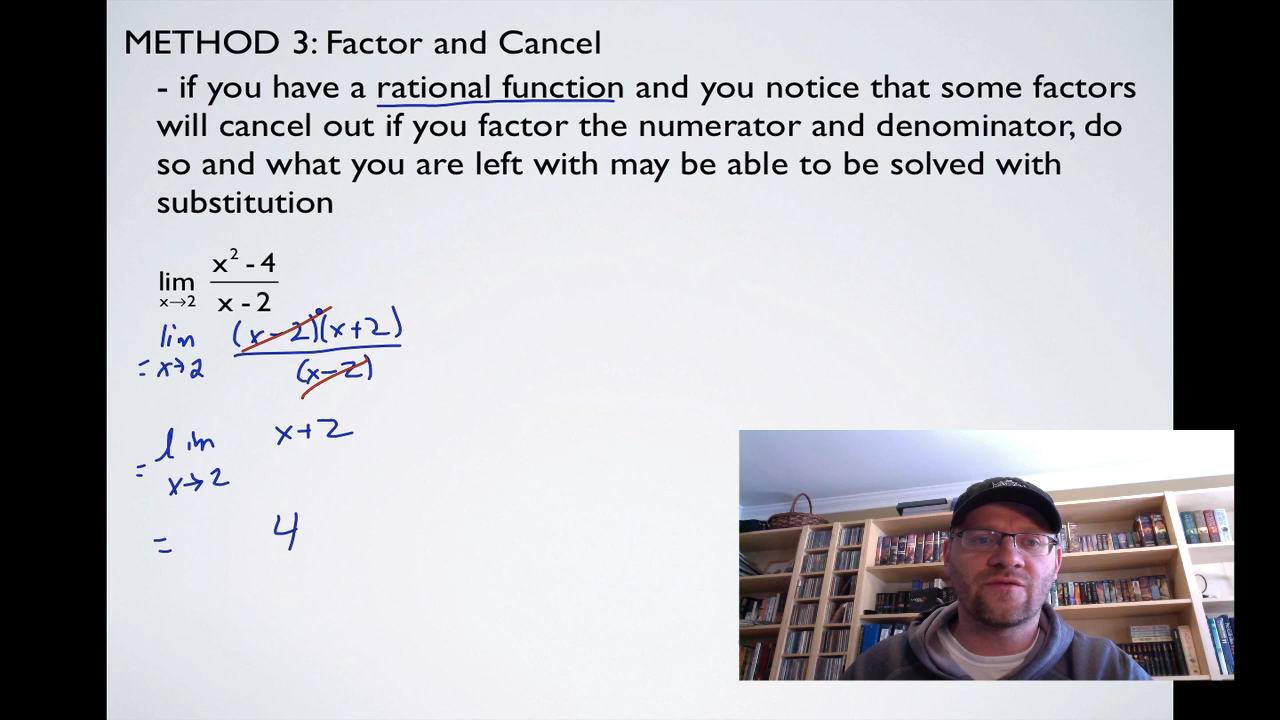 METHOD 3: Factor and Cancel
- if you have a rational function and you notice that some factors
will cancel out if you factor the numerator and denominator, do
so and what you are left with may be able to be solved with
substitution
lim x→2 x² - 4 / x - 2
= lim x→2 (x-2)(x+2) / (x-2)
= lim x→2 x+2
= 4